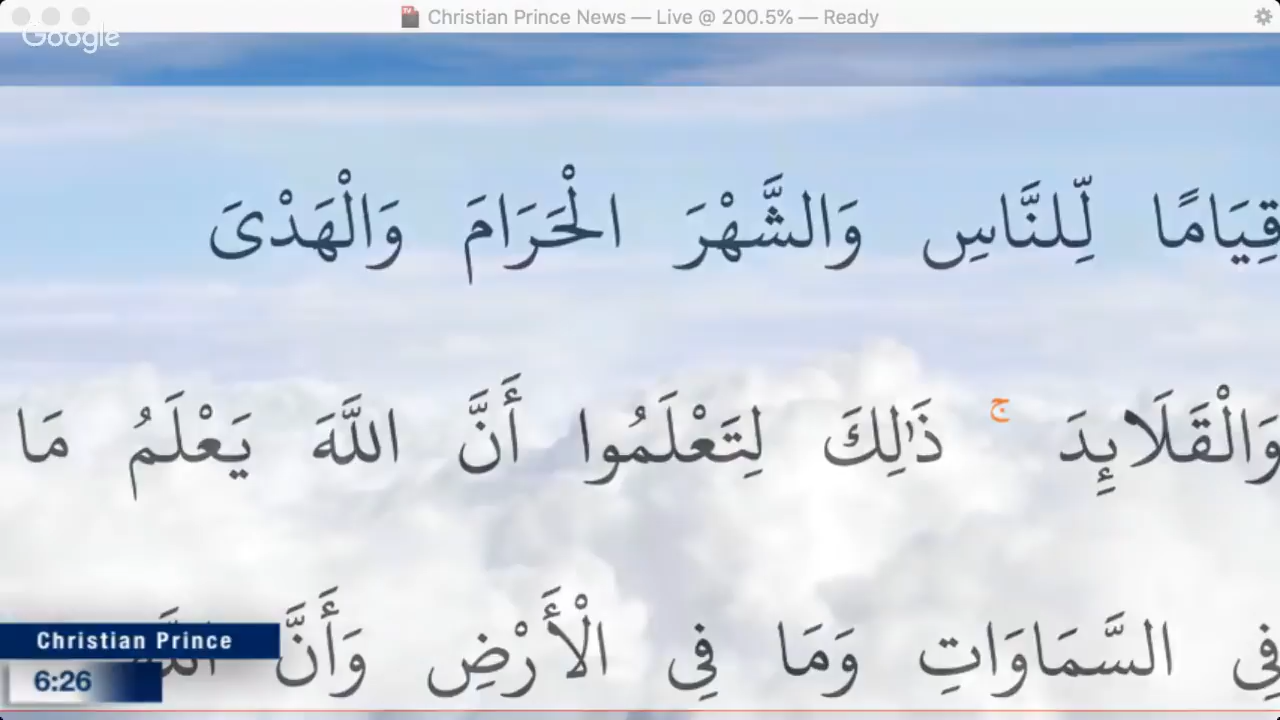 Christian Prince News — Live @ 200.5% — Ready
Google
قِيَامًا لِّلنَّاسِ وَالشَّهْرَ الْحَرَامَ وَالْهَدْىَ
وَالْقَلَايِٕدَ ۚ ذَٰلِكَ لِتَعْلَمُوا أَنَّ اللَّهَ يَعْلَمُ مَا
فِى السَّمَاوَاتِ وَمَا فِى الْأَرْضِ وَأَنَّ
Christian Prince
6:26